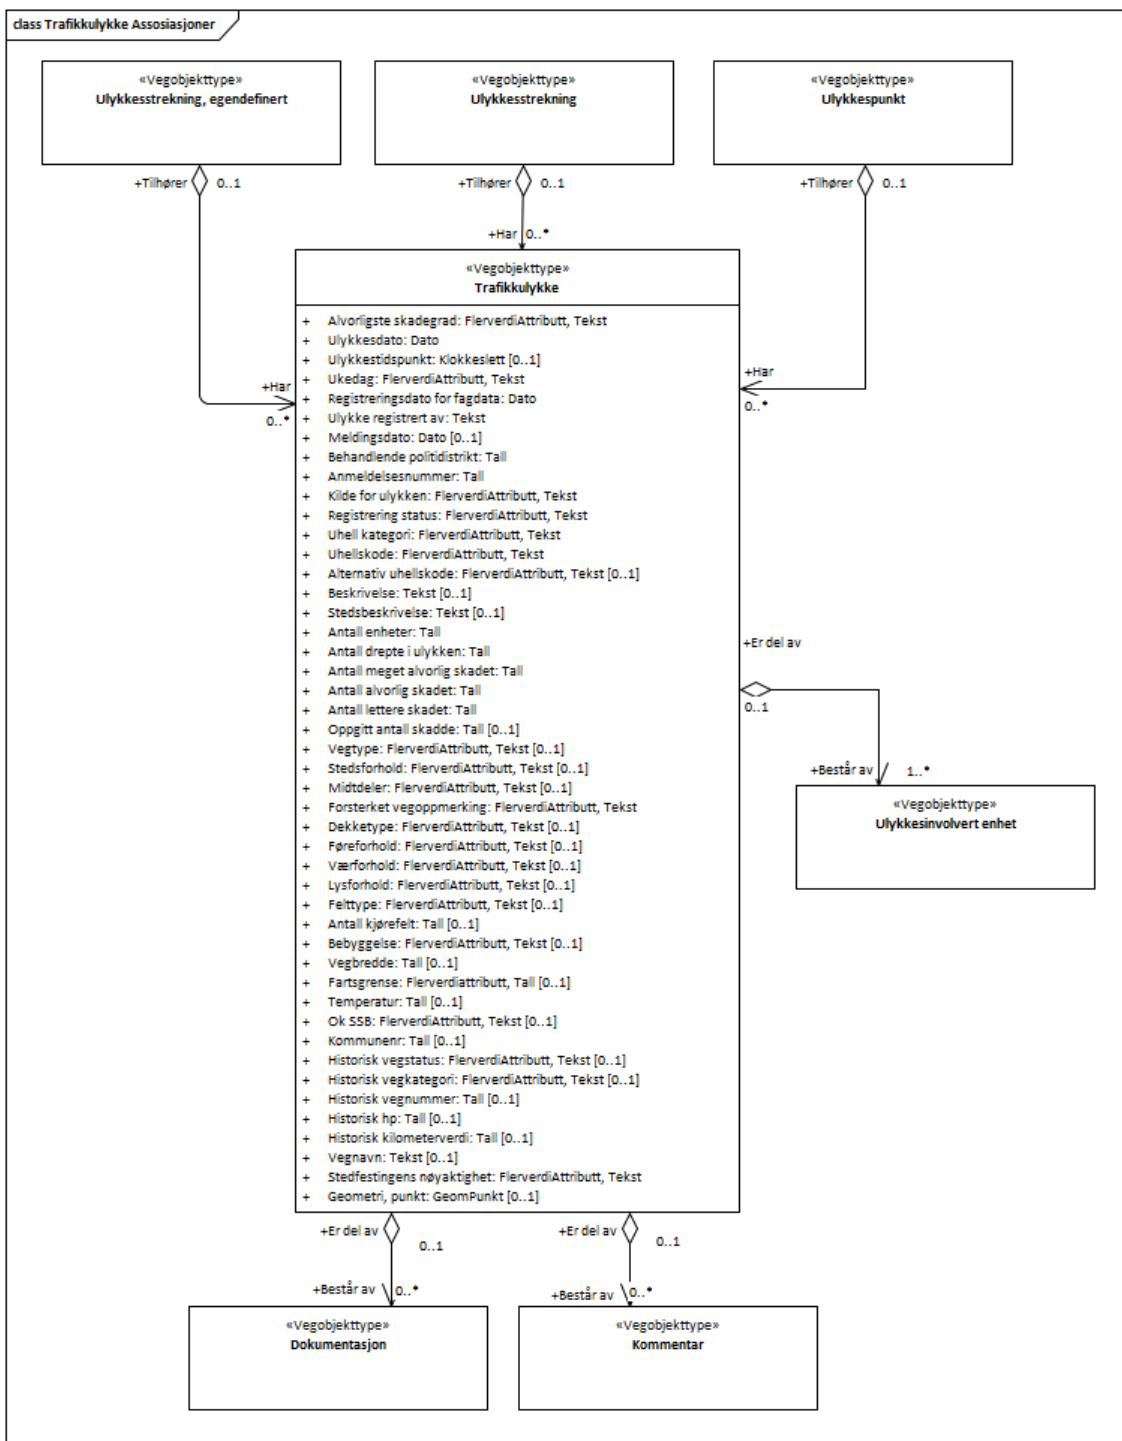 class Trafikkulykke Assosiasjoner
«Vegobjekttype»
Ulykkesstrekning, egendefinert
«Vegobjekttype»
Ulykkesstrekning
«Vegobjekttype»
Ulykkespunkt
+Tilhører 0..1
+Tilhører 0..1
+Tilhører 0..1
+Har 0..*
«Vegobjekttype»
Trafikkulykke
+ Alvorligste skadegrad: FlerverdiAttributt, Tekst
+ Ulykkesdato: Dato
+ Ulykkestidspunkt: Klokkeslett [0..1]
+ Ukedag: FlerverdiAttributt, Tekst
+ Registreringsdato for fagdata: Dato
+ Ulykke registrert av: Tekst
+ Meldingsdato: Dato [0..1]
+ Behandlende politidistrikt: Tall
+ Anmeldelsesnummer: Tall
+ Kilde for ulykken: FlerverdiAttributt, Tekst
+ Registrering status: FlerverdiAttributt, Tekst
+ Uhell kategori: FlerverdiAttributt, Tekst
+ Uhellskode: FlerverdiAttributt, Tekst
+ Alternativ uhellskode: FlerverdiAttributt, Tekst [0..1]
+ Beskrivelse: Tekst [0..1]
+ Stedsbeskrivelse: Tekst [0..1]
+ Antall enheter: Tall
+ Antall drepte i ulykken: Tall
+ Antall meget alvorlig skadet: Tall
+ Antall alvorlig skadet: Tall
+ Antall lettere skadet: Tall
+ Oppgitt antall skadde: Tall [0..1]
+ Vegtype: FlerverdiAttributt, Tekst [0..1]
+ Stedsforhold: FlerverdiAttributt, Tekst [0..1]
+ Midtdeler: FlerverdiAttributt, Tekst [0..1]
+ Forsterket vegoppmerking: FlerverdiAttributt, Tekst
+ Dekketype: FlerverdiAttributt, Tekst [0..1]
+ Føreforhold: FlerverdiAttributt, Tekst [0..1]
+ Værforhold: FlerverdiAttributt, Tekst [0..1]
+ Lysforhold: FlerverdiAttributt, Tekst [0..1]
+ Felttype: FlerverdiAttributt, Tekst [0..1]
+ Antall kjørefelt: Tall [0..1]
+ Bebyggelse: FlerverdiAttributt, Tekst [0..1]
+ Vegbredde: Tall [0..1]
+ Fartsgrense: Flerverdiattributt, Tall [0..1]
+ Temperatur: Tall [0..1]
+ Ok SSB: FlerverdiAttributt, Tekst [0..1]
+ Kommunenr: Tall [0..1]
+ Historisk vegstatus: FlerverdiAttributt, Tekst [0..1]
+ Historisk vegkategori: FlerverdiAttributt, Tekst [0..1]
+ Historisk vegnummer: Tall [0..1]
+ Historisk hp: Tall [0..1]
+ Historisk kilometerverdi: Tall [0..1]
+ Vegnavn: Tekst [0..1]
+ Stedfestingens nøyaktighet: FlerverdiAttributt, Tekst
+ Geometri, punkt: GeomPunkt [0..1]
+Har
0..*
+Har
0..*
+Er del av
0..1
+Består av 1..*
«Vegobjekttype»
Ulykkesinvolvert enhet
+Er del av
0..1
+Er del av
0..1
+Består av 0..*
+Består av 0..*
«Vegobjekttype»
Dokumentasjon
«Vegobjekttype»
Kommentar